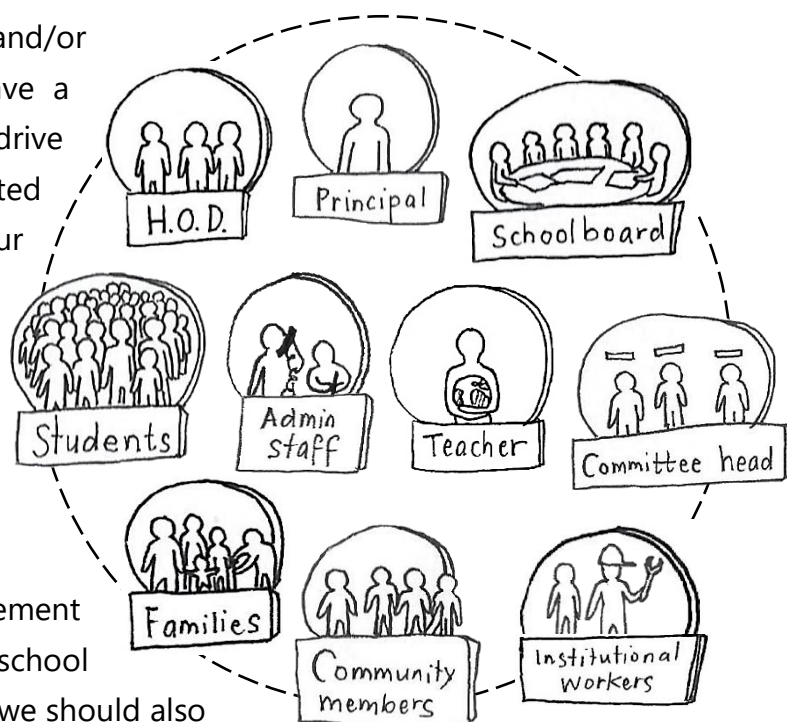 and/or
ve a
drive
ted
ur
H.O.D.
Principal
Schoolboard
Students
Admin
staff
Teacher
Committee head
Families
Community
members
Institutional
workers
ement
school
we should also